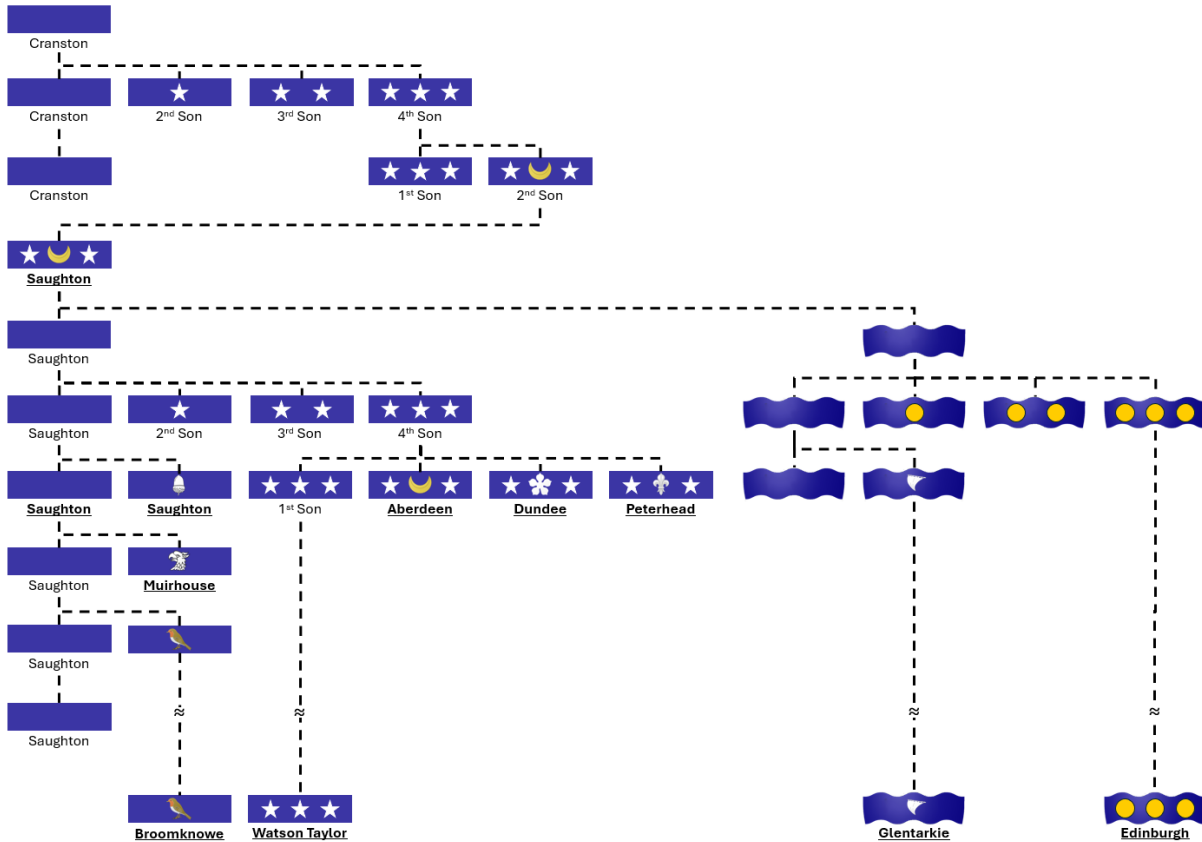 Cranston
Cranston 2nd Son 3rd Son 4th Son
Cranston 1st Son 2nd Son
Saughton
Saughton
Saughton 2nd Son 3rd Son 4th Son
Saughton Saughton 1st Son Aberdeen Dundee Peterhead
Saughton Muirhouse
Saughton
≈ ≈ ≈ ≈
Saughton
Broomknowe Watson Taylor Glentarkie Edinburgh